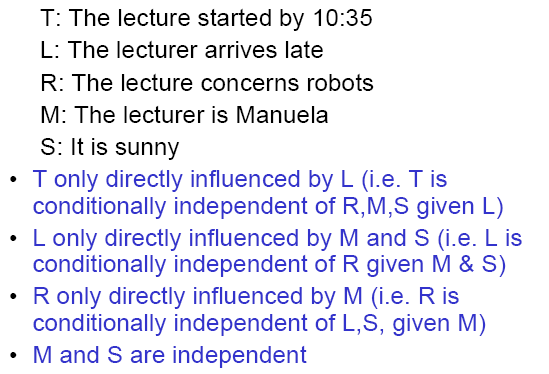 T: The lecture started by 10:35
L: The lecturer arrives late
R: The lecture concerns robots
M: The lecturer is Manuela
S: It is sunny
• T only directly influenced by L (i.e. T is
conditionally independent of R,M,S given L)
• L only directly influenced by M and S (i.e. L is
conditionally independent of R given M & S)
• R only directly influenced by M (i.e. R is
conditionally independent of L,S, given M)
• M and S are independent